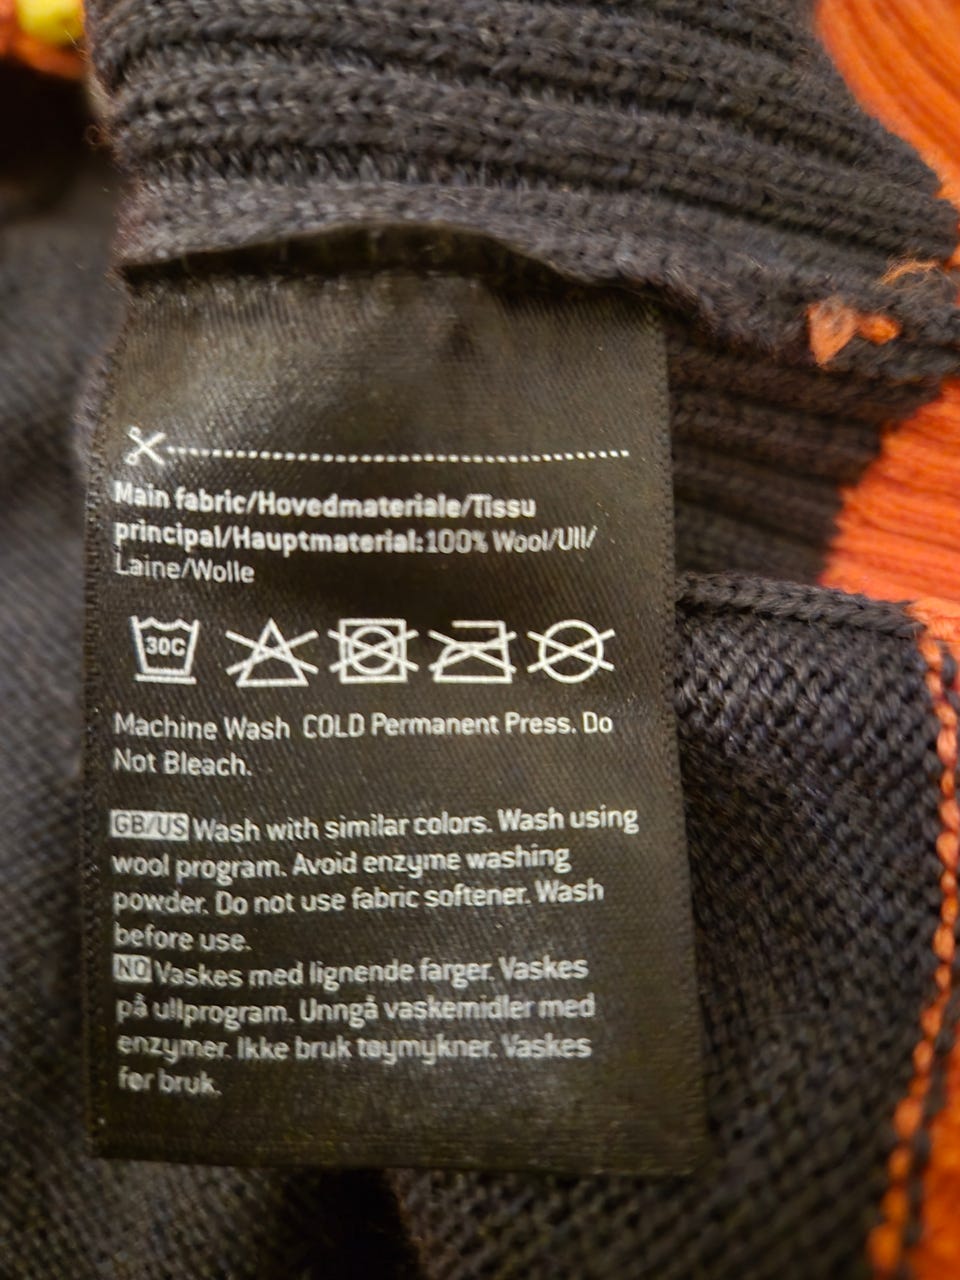 Main fabric/Hovedmateriale/Tissu
principal/Hauptmaterial:100% Wool/Ull/
Laine/Wolle
30C
Machine Wash COLD Permanent Press. Do
Not Bleach.
GB/US Wash with similar colors. Wash using
wool program. Avoid enzyme washing
powder. Do not use fabric softener. Wash
before use.
NO Vaskes med lignende farger. Vaskes
på ullprogram. Unngå vaskemidler med
enzymer. Ikke bruk tøymykner. Vaskes
før bruk.